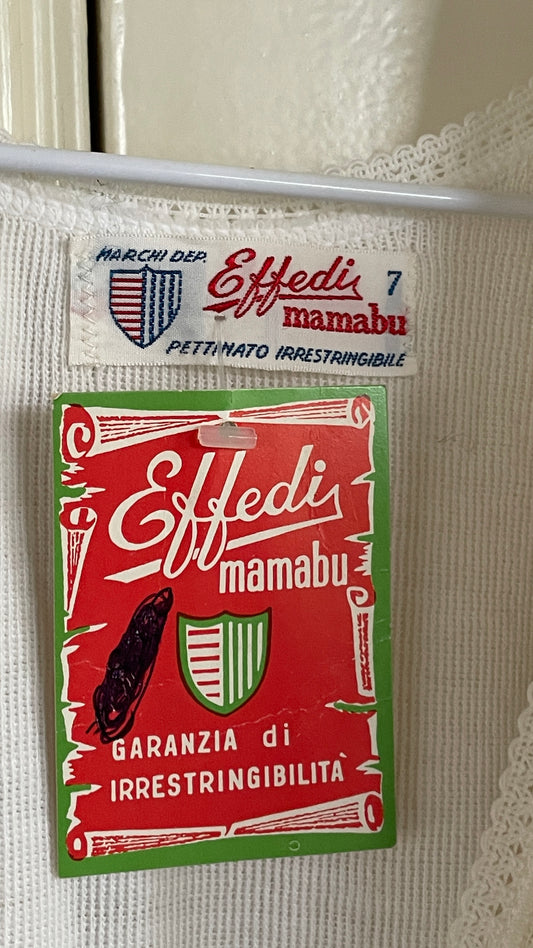 MARCHI DEP.
Effedi 7
mamabu
PETTINATO IRRESTRINGIBILE
Effedi
mamabu
GARANZIA di
IRRESTRINGIBILITÀ